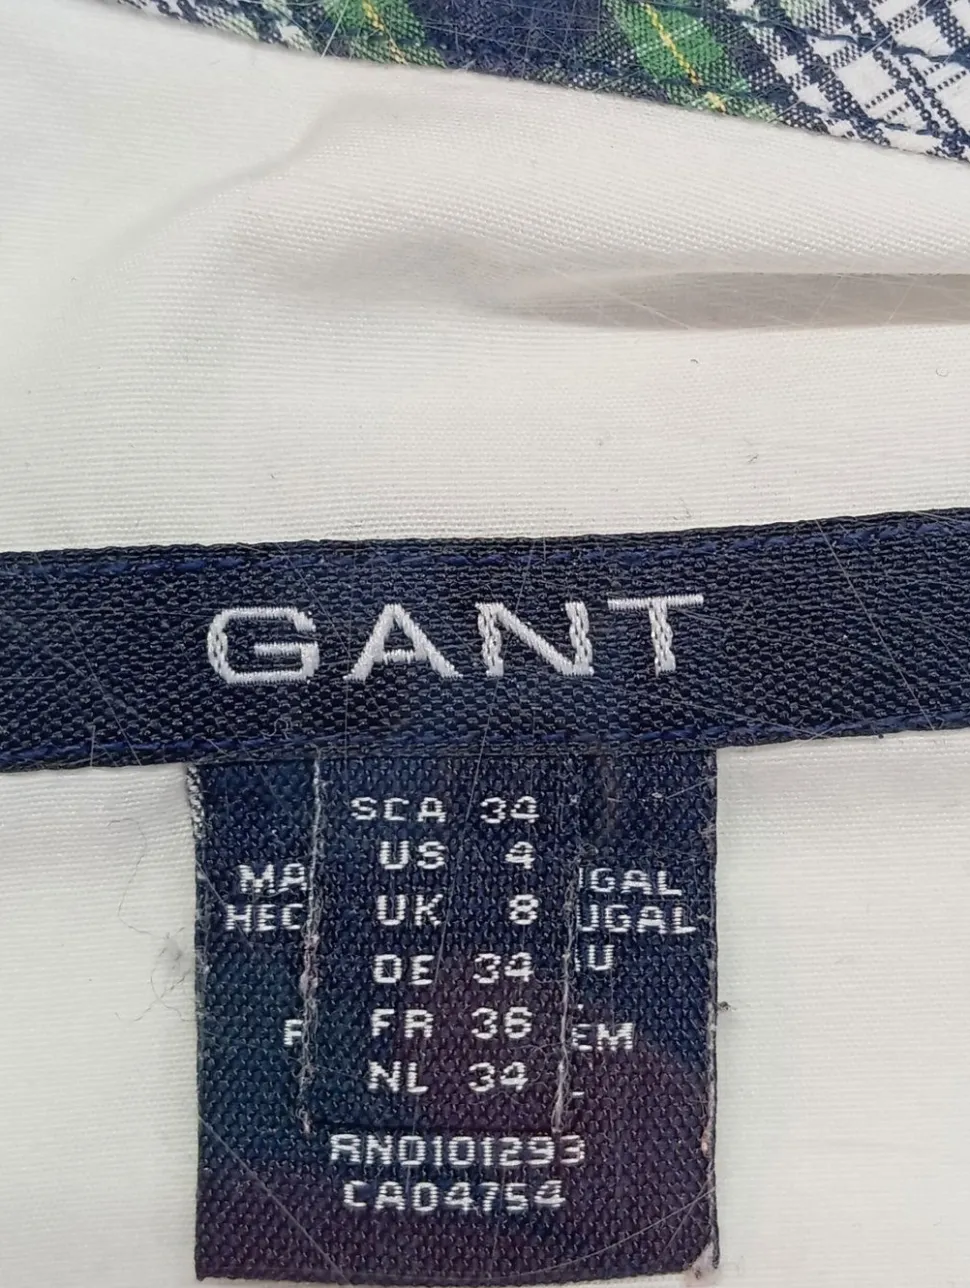 GANT
SCA 34
US 4
UK 8
DE 34
FR 36
NL 34
RN0101293
CA04754